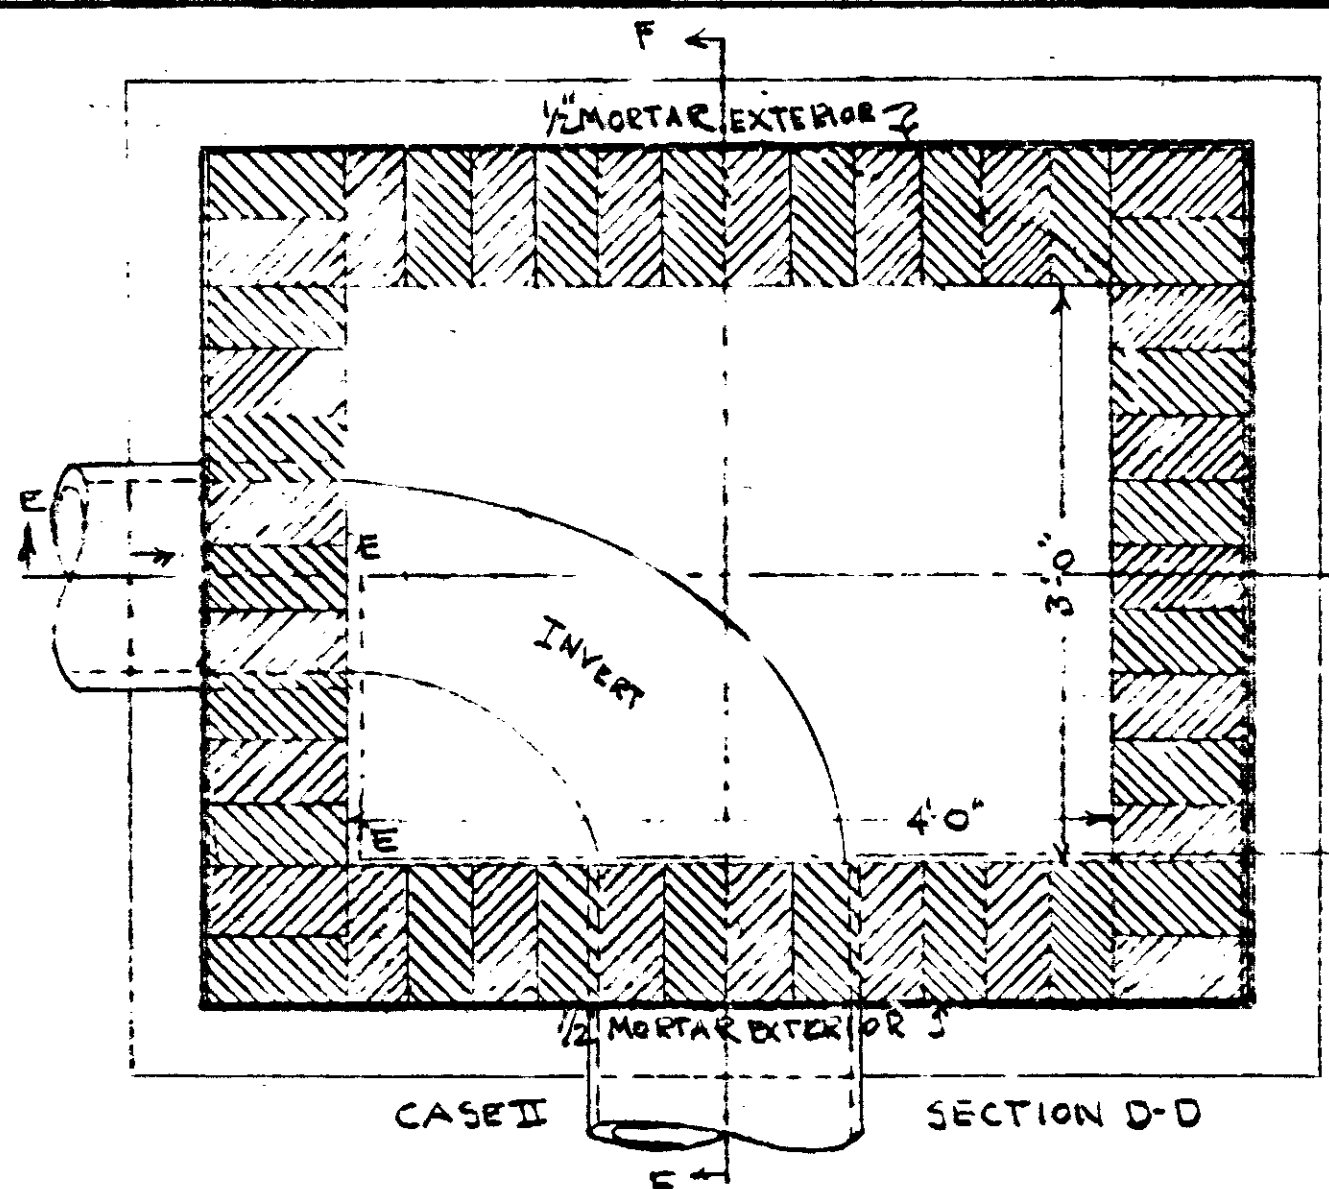 F
1/2" MORTAR EXTERIOR
E
E
3'-0"
INVERT
4'-0"
E
1/2 MORTAR EXTERIOR
CASE II
SECTION D-D
F